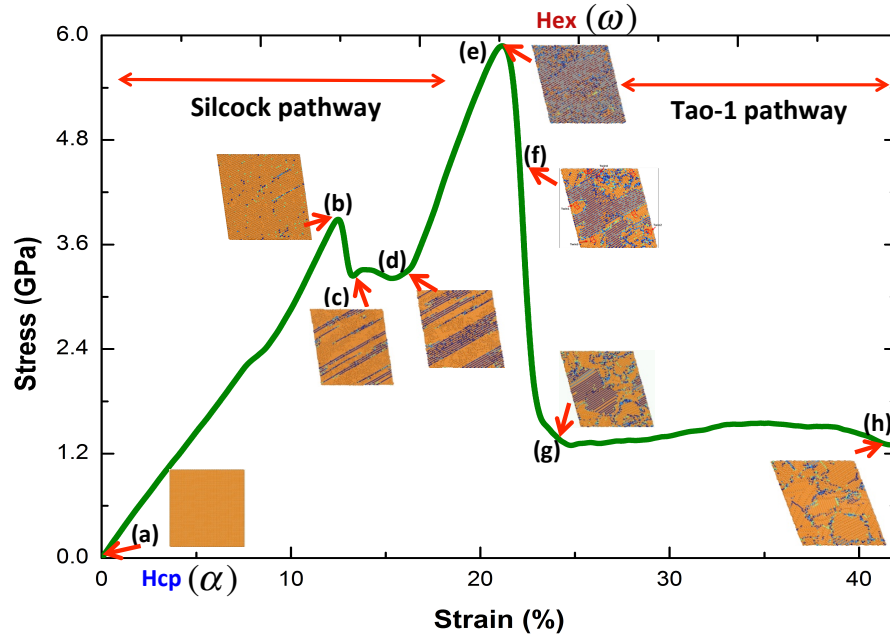 Hex (ω)
6.0
(e)
Silcock pathway
Tao-1 pathway
4.8
(f)
(b)
3.6
(d)
(c)
Stress (GPa)
2.4
1.2
(h)
(g)
(a)
0.0
0
10
20
30
40
Hcp (α)
Strain (%)